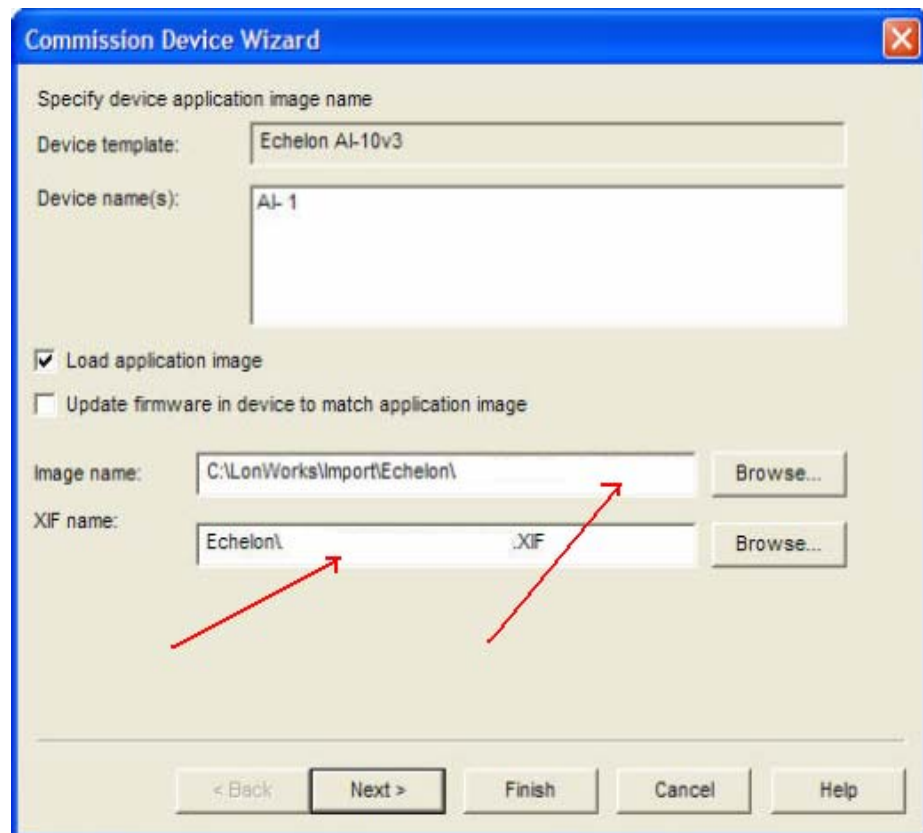 Commission Device Wizard
Specify device application image name
Device template: Echelon AI-10v3
Device name(s): AI- 1
Load application image
Update firmware in device to match application image
Image name: C:\LonWorks\Import\Echelon\ Browse...
XIF name: Echelon\ .XIF Browse...
< Back Next > Finish Cancel Help